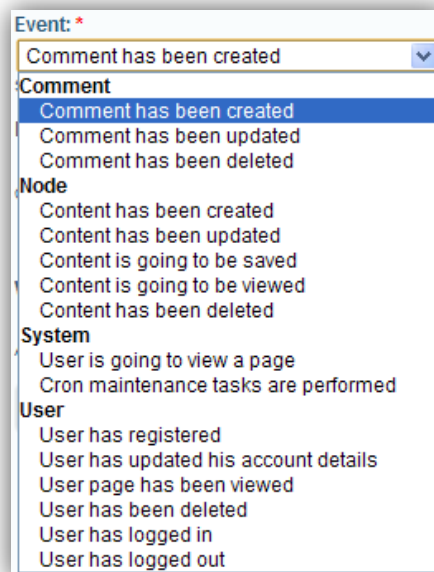 Event: *
Comment has been created
Comment
Comment has been created
Comment has been updated
Comment has been deleted
Node
Content has been created
Content has been updated
Content is going to be saved
Content is going to be viewed
Content has been deleted
System
User is going to view a page
Cron maintenance tasks are performed
User
User has registered
User has updated his account details
User page has been viewed
User has been deleted
User has logged in
User has logged out